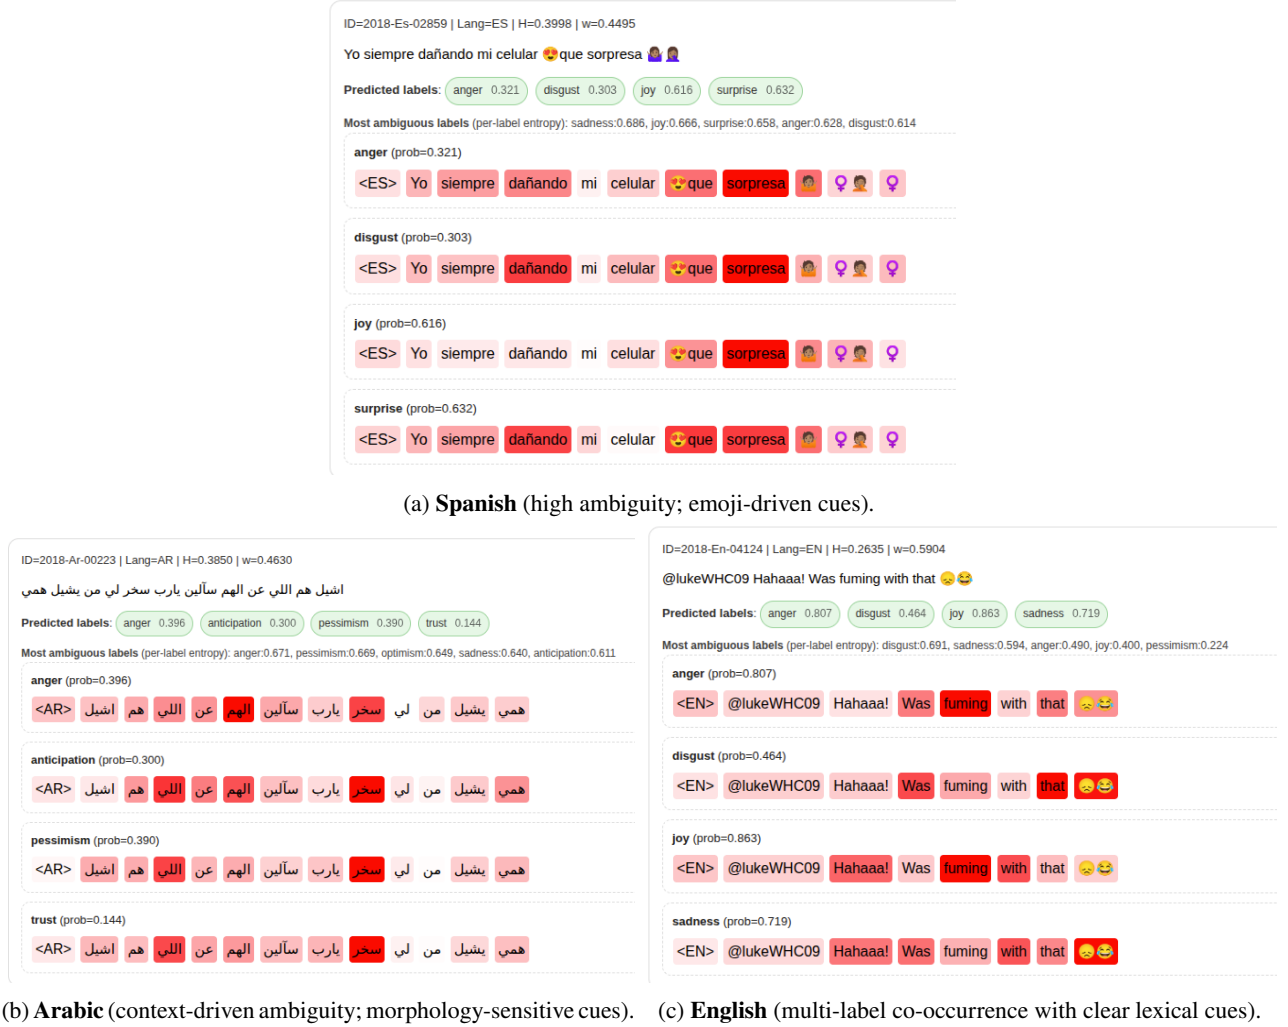 ID=2018-Es-02859 | Lang=ES | H=0.3998 | w=0.4495
Yo siempre dañando mi celular 😍que sorpresa 🤷🏽‍♀️🤦🏽‍♀️
Predicted labels: anger 0.321 disgust 0.303 joy 0.616 surprise 0.632
Most ambiguous labels (per-label entropy): sadness:0.686, joy:0.666, surprise:0.658, anger:0.628, disgust:0.614
anger (prob=0.321)
<ES> Yo siempre dañando mi celular 😍que sorpresa 🤷🏽 ♀🤦🏽 ♀
disgust (prob=0.303)
<ES> Yo siempre dañando mi celular 😍que sorpresa 🤷🏽 ♀🤦🏽 ♀
joy (prob=0.616)
<ES> Yo siempre dañando mi celular 😍que sorpresa 🤷🏽 ♀🤦🏽 ♀
surprise (prob=0.632)
<ES> Yo siempre dañando mi celular 😍que sorpresa 🤷🏽 ♀🤦🏽 ♀
(a) Spanish (high ambiguity; emoji-driven cues).
ID=2018-Ar-00223 | Lang=AR | H=0.3850 | w=0.4630
اشيل هم اللي عن الهم سآلين يارب سخر لي من يشيل همي
Predicted labels: anger 0.396 anticipation 0.300 pessimism 0.390 trust 0.144
Most ambiguous labels (per-label entropy): anger:0.671, pessimism:0.669, optimism:0.649, sadness:0.640, anticipation:0.611
anger (prob=0.396)
<AR> اشيل هم اللي عن الهم سآلين يارب سخر لي من يشيل همي
anticipation (prob=0.300)
<AR> اشيل هم اللي عن الهم سآلين يارب سخر لي من يشيل همي
pessimism (prob=0.390)
<AR> اشيل هم اللي عن الهم سآلين يارب سخر لي من يشيل همي
trust (prob=0.144)
<AR> اشيل هم اللي عن الهم سآلين يارب سخر لي من يشيل همي
(b) Arabic (context-driven ambiguity; morphology-sensitive cues).
ID=2018-En-04124 | Lang=EN | H=0.2635 | w=0.5904
@lukeWHC09 Hahaaa! Was fuming with that 😞😂
Predicted labels: anger 0.807 disgust 0.464 joy 0.863 sadness 0.719
Most ambiguous labels (per-label entropy): disgust:0.691, sadness:0.594, anger:0.490, joy:0.400, pessimism:0.224
anger (prob=0.807)
<EN> @lukeWHC09 Hahaaa! Was fuming with that 😞😂
disgust (prob=0.464)
<EN> @lukeWHC09 Hahaaa! Was fuming with that 😞😂
joy (prob=0.863)
<EN> @lukeWHC09 Hahaaa! Was fuming with that 😞😂
sadness (prob=0.719)
<EN> @lukeWHC09 Hahaaa! Was fuming with that 😞😂
(c) English (multi-label co-occurrence with clear lexical cues).